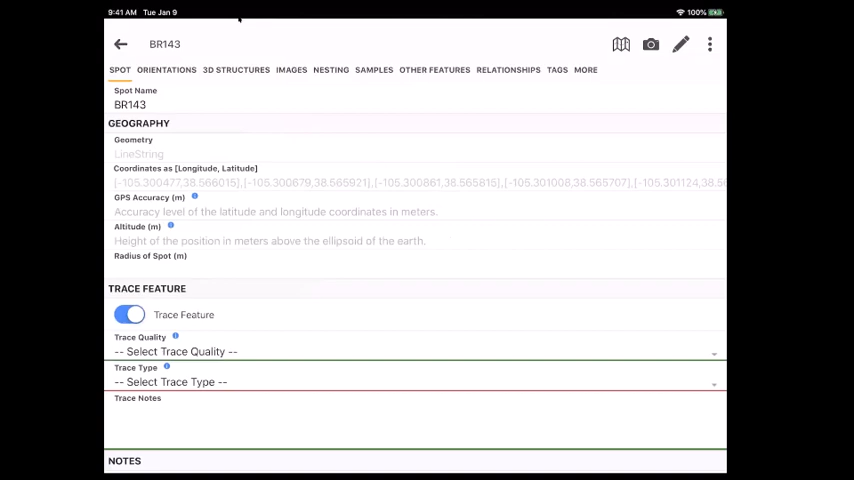 9:41 AM Tue Jan 9 100%
BR143
SPOT ORIENTATIONS 3D STRUCTURES IMAGES NESTING SAMPLES OTHER FEATURES RELATIONSHIPS TAGS MORE
Spot Name
BR143
GEOGRAPHY
Geometry
LineString
Coordinates as [Longitude, Latitude]
[-105.300477,38.566015],[-105.300679,38.565921],[-105.300861,38.565815],[-105.301008,38.565707],[-105.301124,38.56
GPS Accuracy (m)
Accuracy level of the latitude and longitude coordinates in meters.
Altitude (m)
Height of the position in meters above the ellipsoid of the earth.
Radius of Spot (m)
TRACE FEATURE
Trace Feature
Trace Quality
-- Select Trace Quality --
Trace Type
-- Select Trace Type --
Trace Notes
NOTES